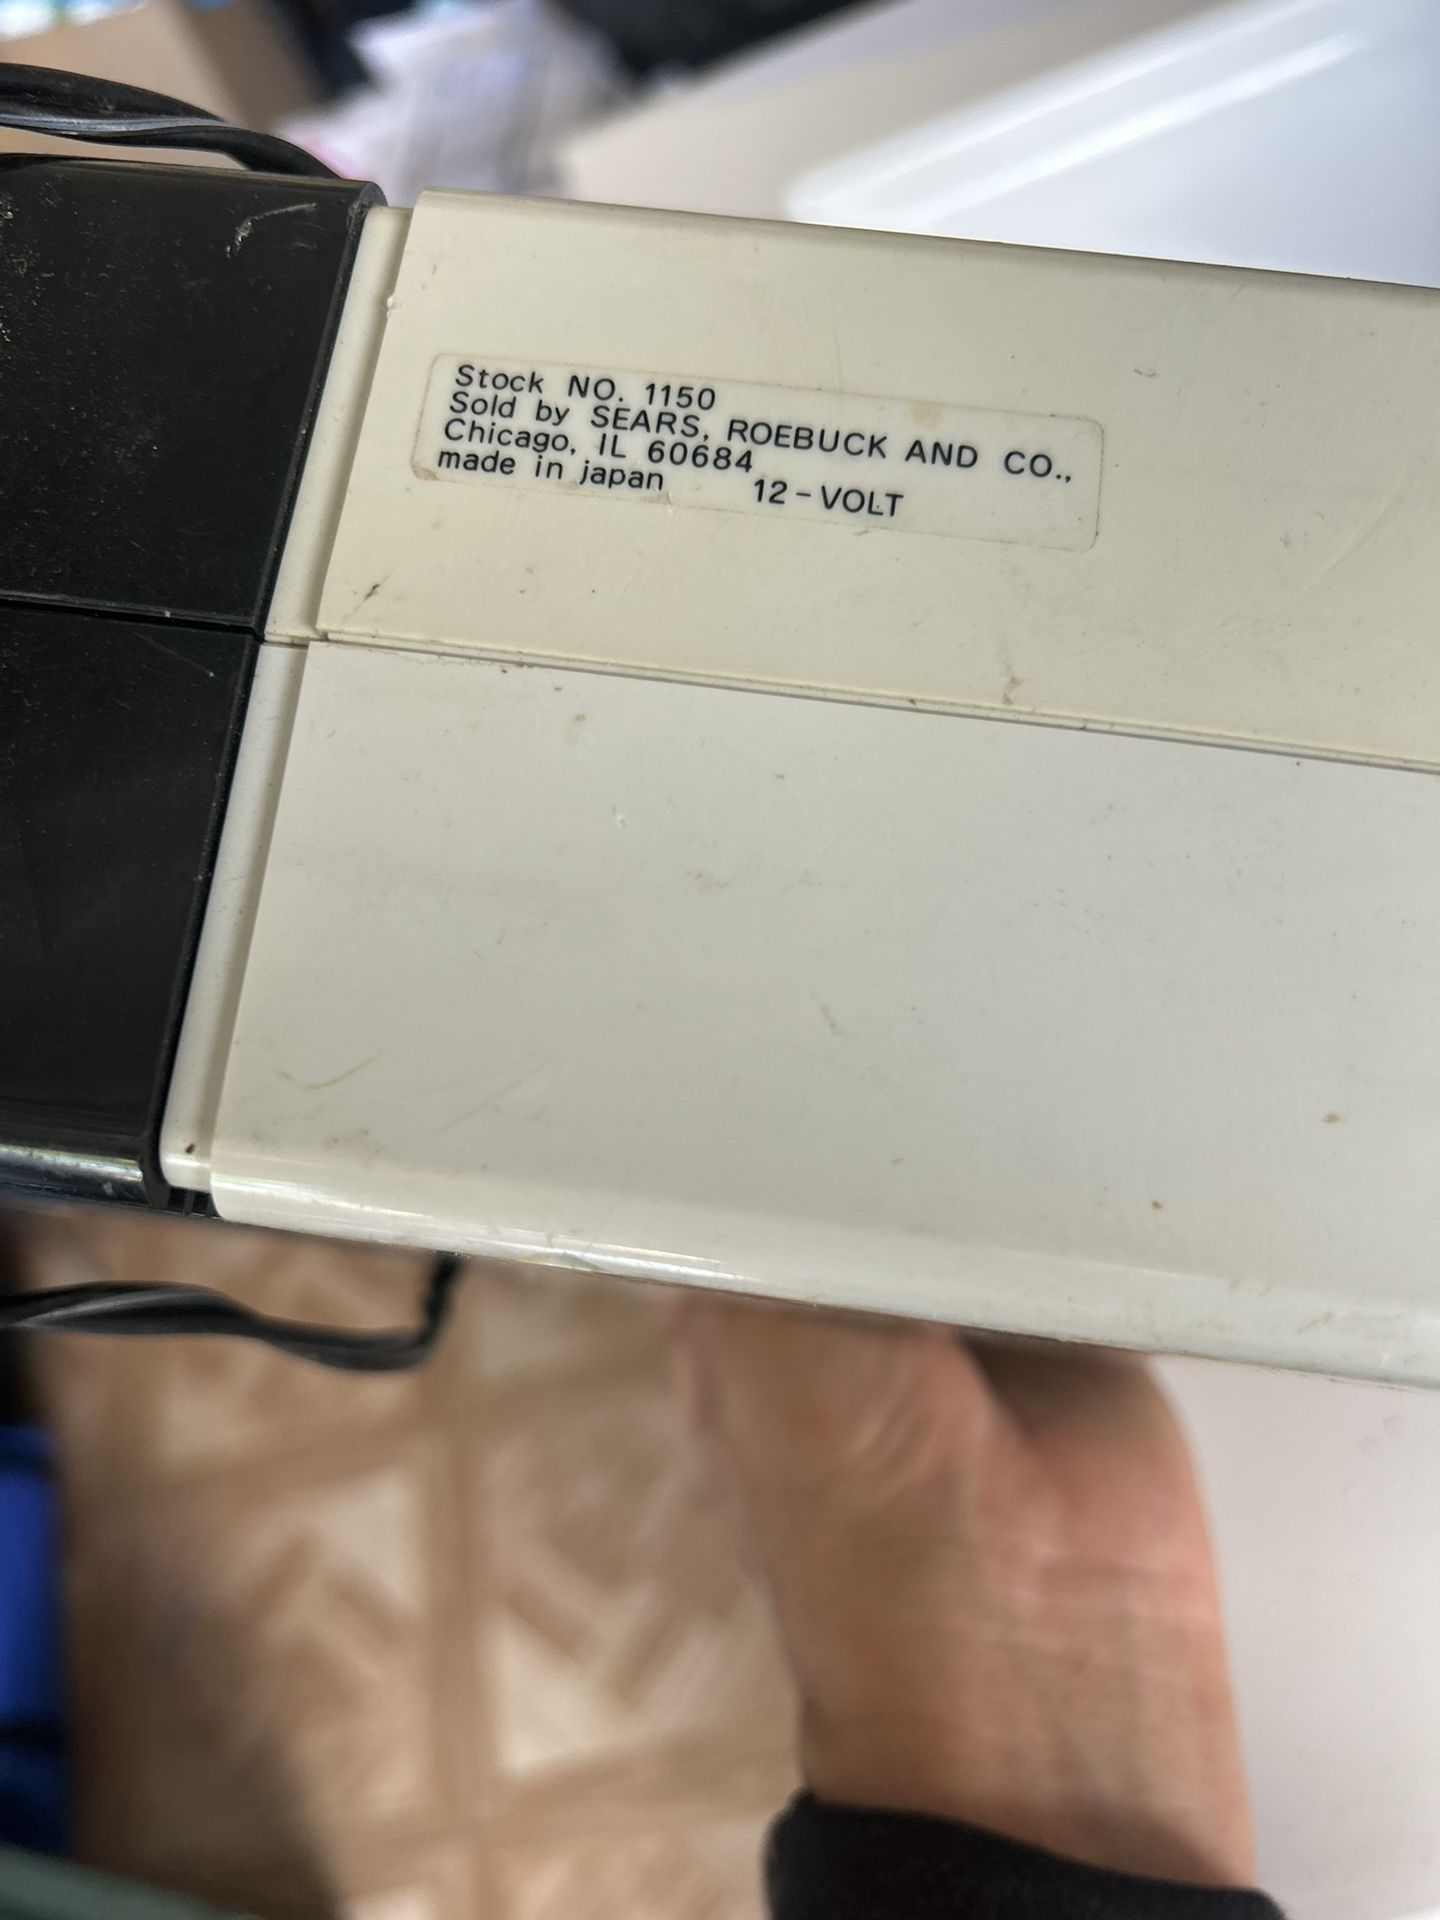 Stock NO. 1150
Sold by SEARS, ROEBUCK AND CO.,
Chicago, IL 60684
made in japan 12-VOLT